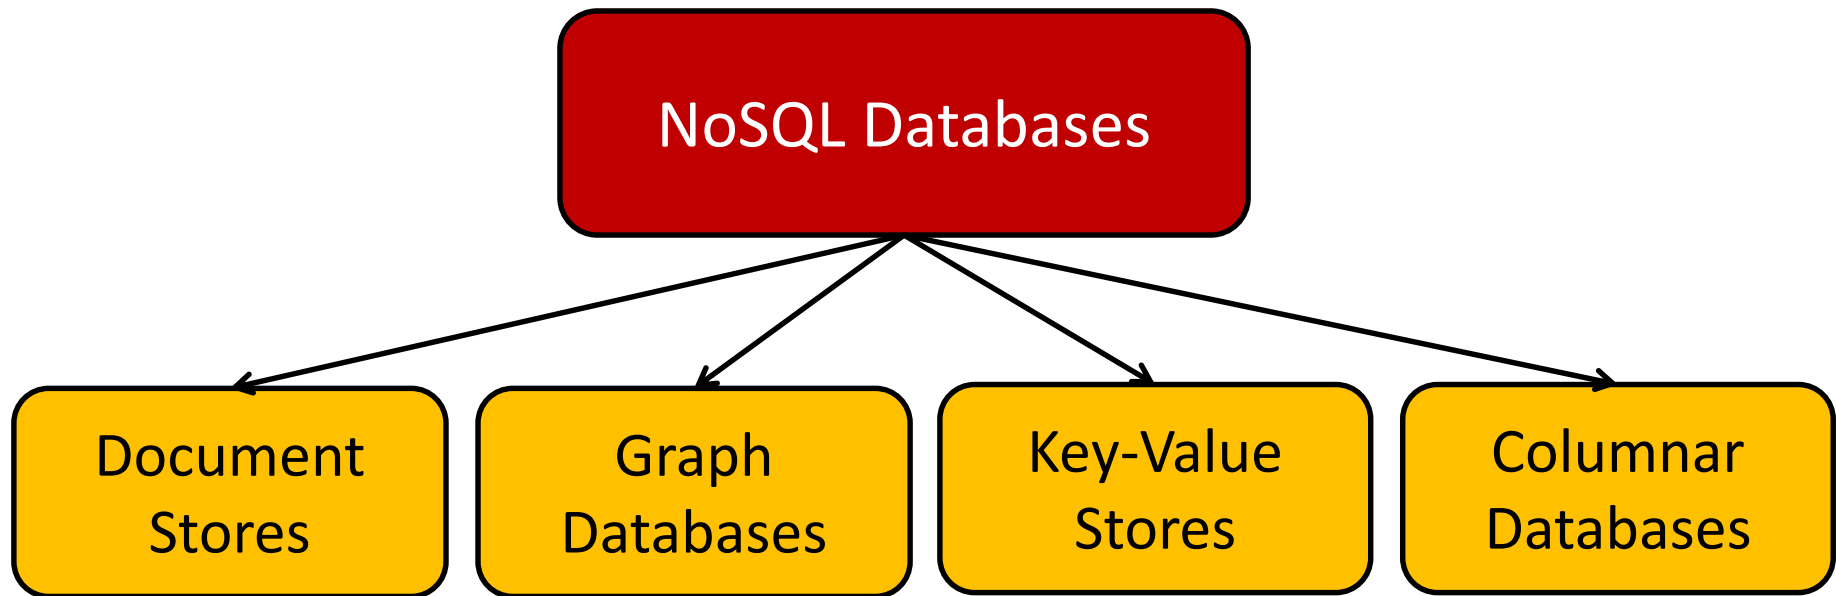 NoSQL Databases
Document
Stores
Graph
Databases
Key-Value
Stores
Columnar
Databases